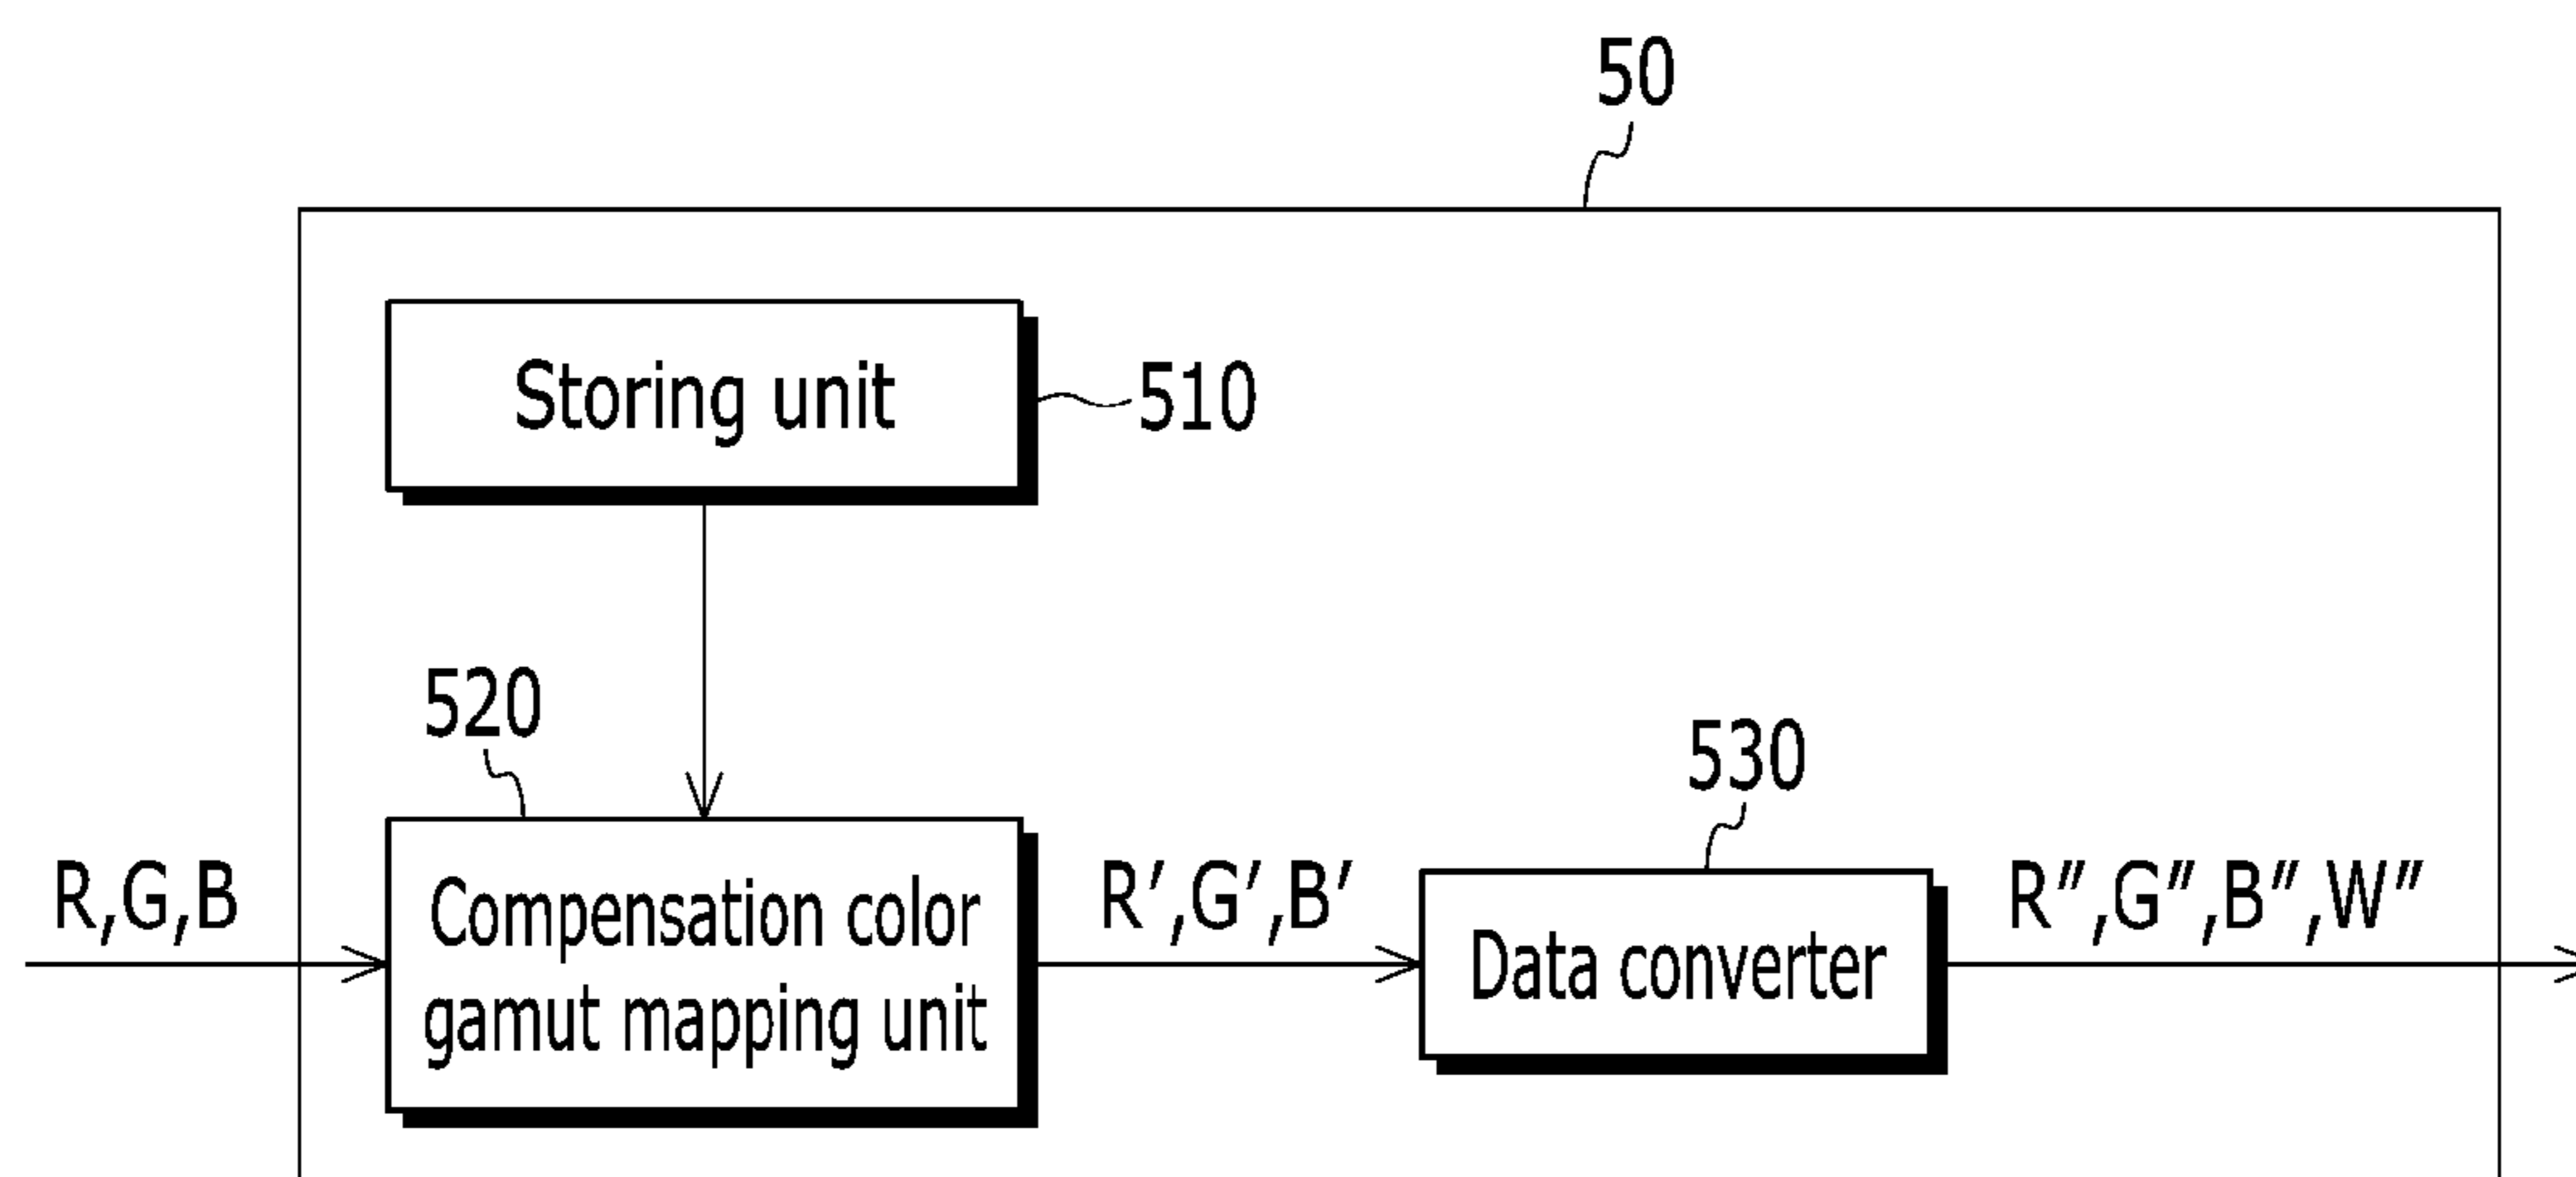 50
Storing unit
510
520
530
R,G,B
Compensation color
gamut mapping unit
R′,G′,B′
Data converter
R″,G″,B″,W″